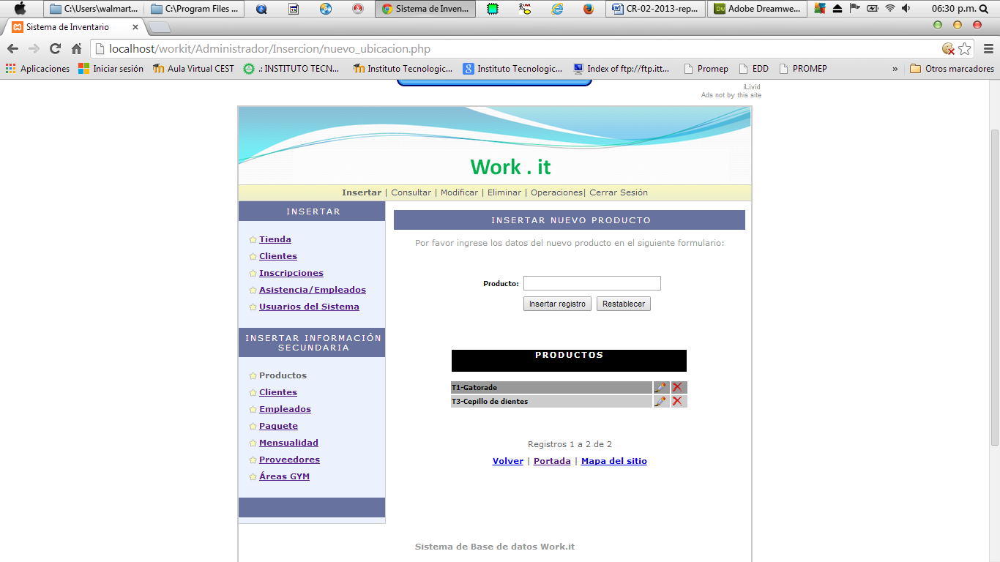 C:\Users\walmart...
C:\Program Files ...
Sistema de Inven...
UML
CR-02-2013-rep...
Dw
Adobe Dreamwe...
06:30 p.m.
Sistema de Inventario
localhost/workit/Administrador/Insercion/nuevo_ubicacion.php
Aplicaciones
Iniciar sesión
Aula Virtual CEST
.: INSTITUTO TECN...
Instituto Tecnologic...
Instituto Tecnologic...
Index of ftp://ftp.itt...
Promep
EDD
PROMEP
»
Otros marcadores
iLivid
Ads not by this site
Work . it
Insertar | Consultar | Modificar | Eliminar | Operaciones| Cerrar Sesión
INSERTAR
Tienda
Clientes
Inscripciones
Asistencia/Empleados
Usuarios del Sistema
INSERTAR INFORMACIÓN
SECUNDARIA
Productos
Clientes
Empleados
Paquete
Mensualidad
Proveedores
Áreas GYM
INSERTAR NUEVO PRODUCTO
Por favor ingrese los datos del nuevo producto en el siguiente formulario:
Producto:
Insertar registro
Restablecer
PRODUCTOS
T1-Gatorade
T3-Cepillo de dientes
Registros 1 a 2 de 2
Volver | Portada | Mapa del sitio
Sistema de Base de datos Work.it